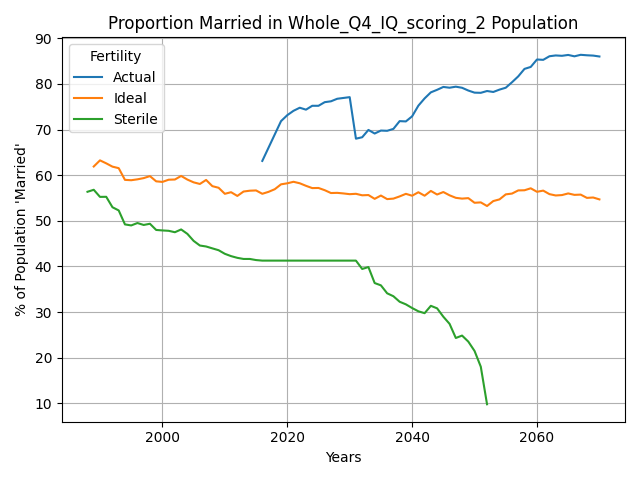 Proportion Married in Whole_Q4_IQ_scoring_2 Population
% of Population 'Married'
90
80
70
60
50
40
30
20
10
Fertility
Actual
Ideal
Sterile
2000 2020 2040 2060
Years